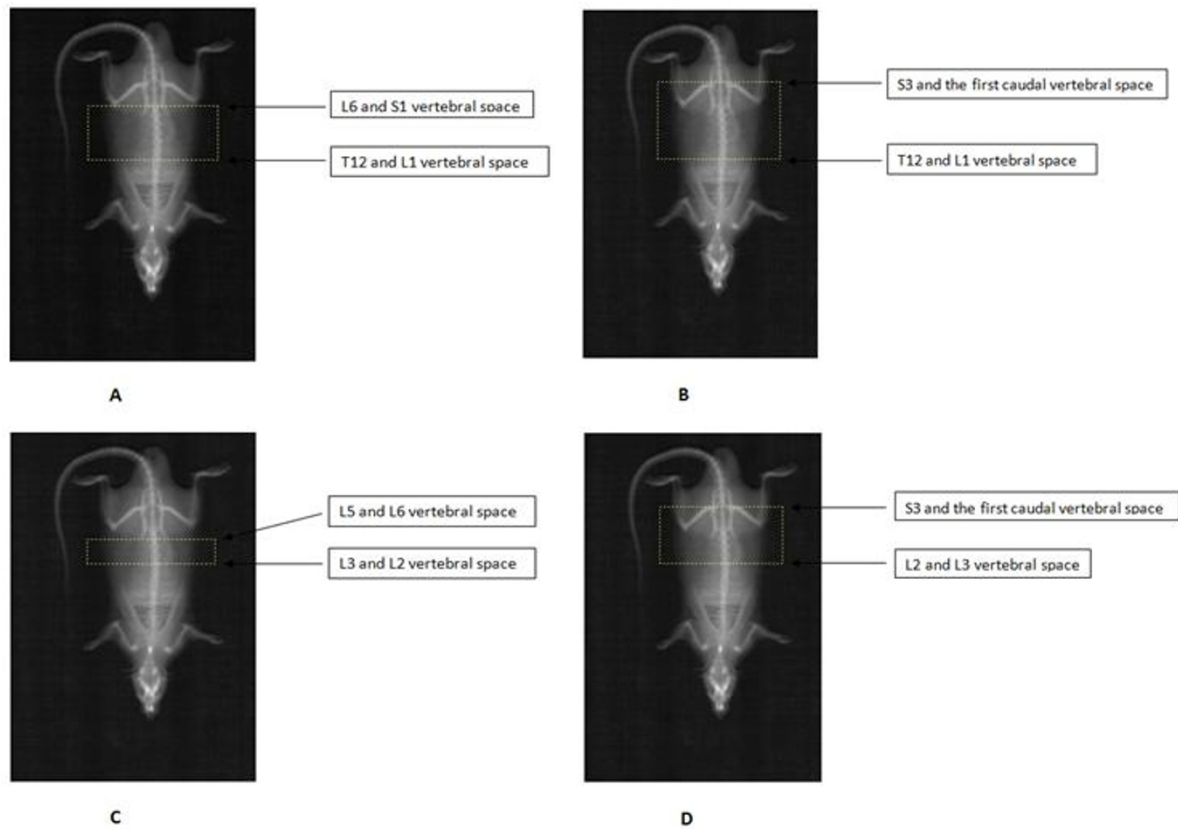 L6 and S1 vertebral space
T12 and L1 vertebral space
A
S3 and the first caudal vertebral space
T12 and L1 vertebral space
B
L5 and L6 vertebral space
L3 and L2 vertebral space
C
S3 and the first caudal vertebral space
L2 and L3 vertebral space
D